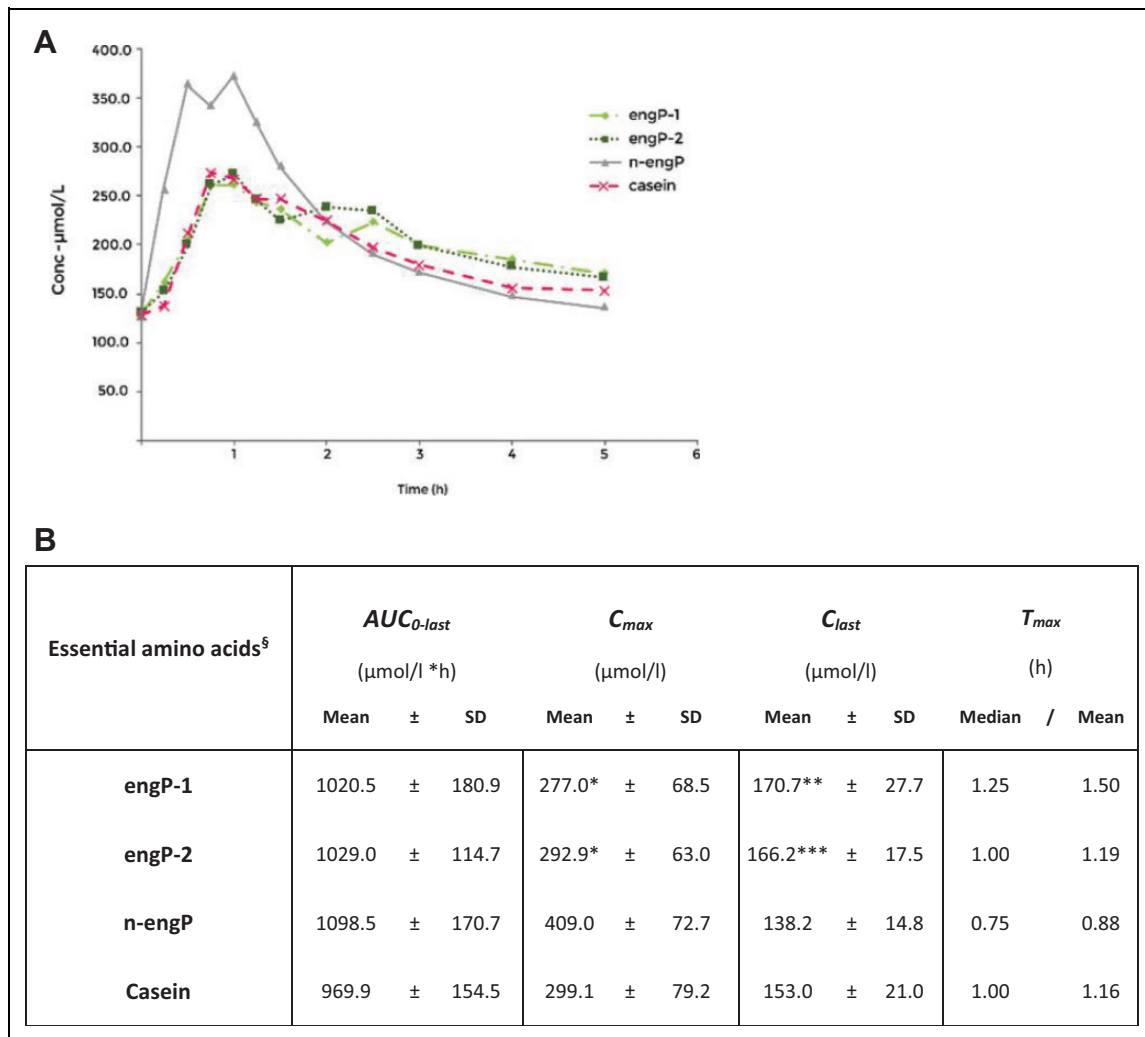 A
400.0
350.0
300.0
250.0
200.0
150.0
100.0
50.0
Conc -µmol/L
1 2 3 4 5 6
Time (h)
engP-1
engP-2
n-engP
casein
B
Essential amino acids§ AUC0-last Cmax Clast Tmax
(µmol/l *h) (µmol/l) (µmol/l) (h)
Mean ± SD Mean ± SD Mean ± SD Median / Mean
engP-1 1020.5 ± 180.9 277.0* ± 68.5 170.7** ± 27.7 1.25 1.50
engP-2 1029.0 ± 114.7 292.9* ± 63.0 166.2*** ± 17.5 1.00 1.19
n-engP 1098.5 ± 170.7 409.0 ± 72.7 138.2 ± 14.8 0.75 0.88
Casein 969.9 ± 154.5 299.1 ± 79.2 153.0 ± 21.0 1.00 1.16